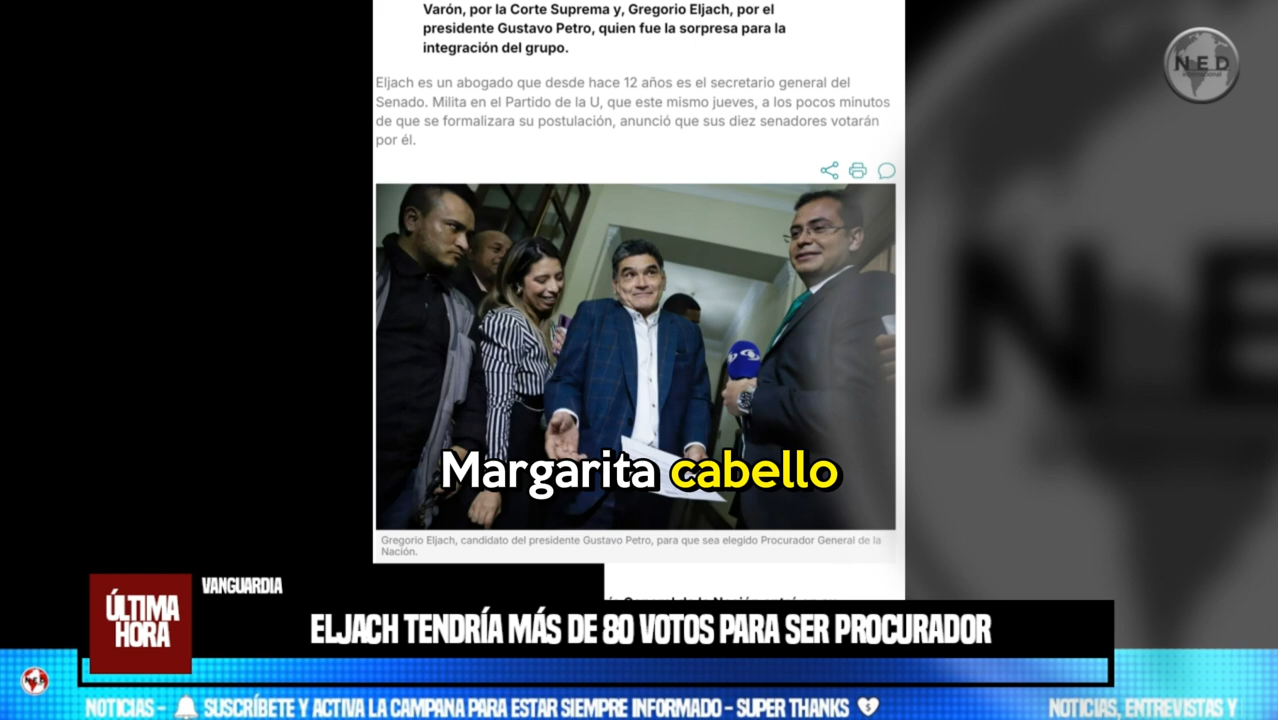 Varón, por la Corte Suprema y, Gregorio Eljach, por el
presidente Gustavo Petro, quien fue la sorpresa para la
integración del grupo.
Eljach es un abogado que desde hace 12 años es el secretario general del
Senado. Milita en el Partido de la U, que este mismo jueves, a los pocos minutos
de que se formalizara su postulación, anunció que sus diez senadores votarán
por él.
NED
internacional
Margarita cabello
Gregorio Eljach, candidato del presidente Gustavo Petro, para que sea elegido Procurador General de la
Nación.
ÚLTIMA
HORA
VANGUARDIA
ELJACH TENDRÍA MÁS DE 80 VOTOS PARA SER PROCURADOR
NOTICIAS - SUSCRÍBETE Y ACTIVA LA CAMPANA PARA ESTAR SIEMPRE INFORMADO - SUPER THANKS
NOTICIAS, ENTREVISTAS Y